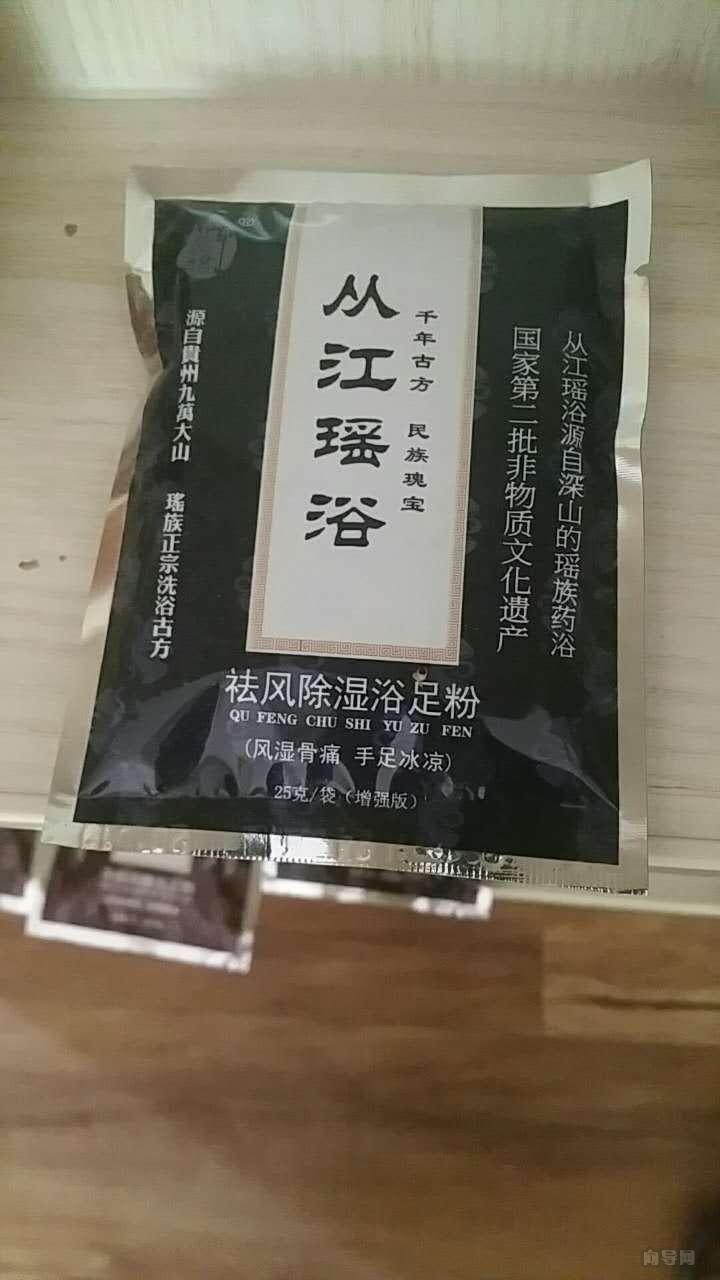 从江瑶浴
千年古方 民族瑰宝
从江瑶浴源自深山的瑶族药浴
国家第二批非物质文化遗产
源自貴州九萬大山 瑤族正宗洗浴古方
祛风除湿浴足粉
QU FENG CHU SHI YU ZU FEN
(风湿骨痛 手足冰凉)
25克/袋（增强版）
向导网